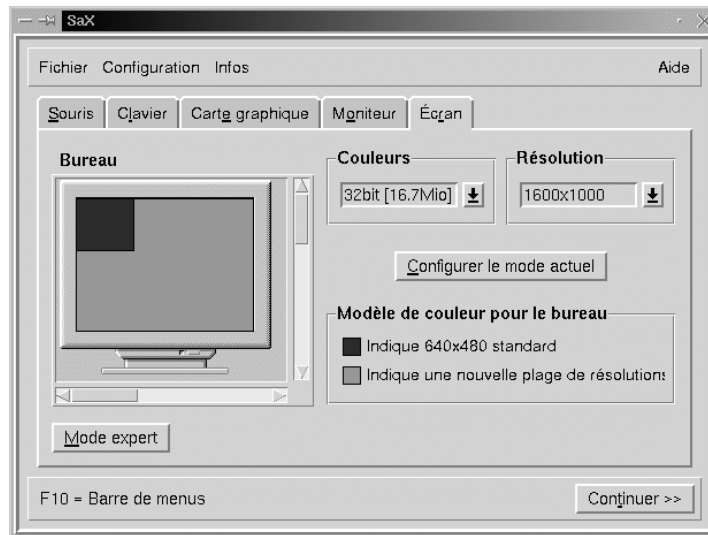 SaX
Fichier Configuration Infos Aide
Souris Clavier Carte graphique Moniteur Écran
Bureau
Couleurs
32bit [16.7Mio]
Résolution
1600x1000
Configurer le mode actuel
Modèle de couleur pour le bureau
Indique 640x480 standard
Indique une nouvelle plage de résolutions
Mode expert
F10 = Barre de menus
Continuer >>